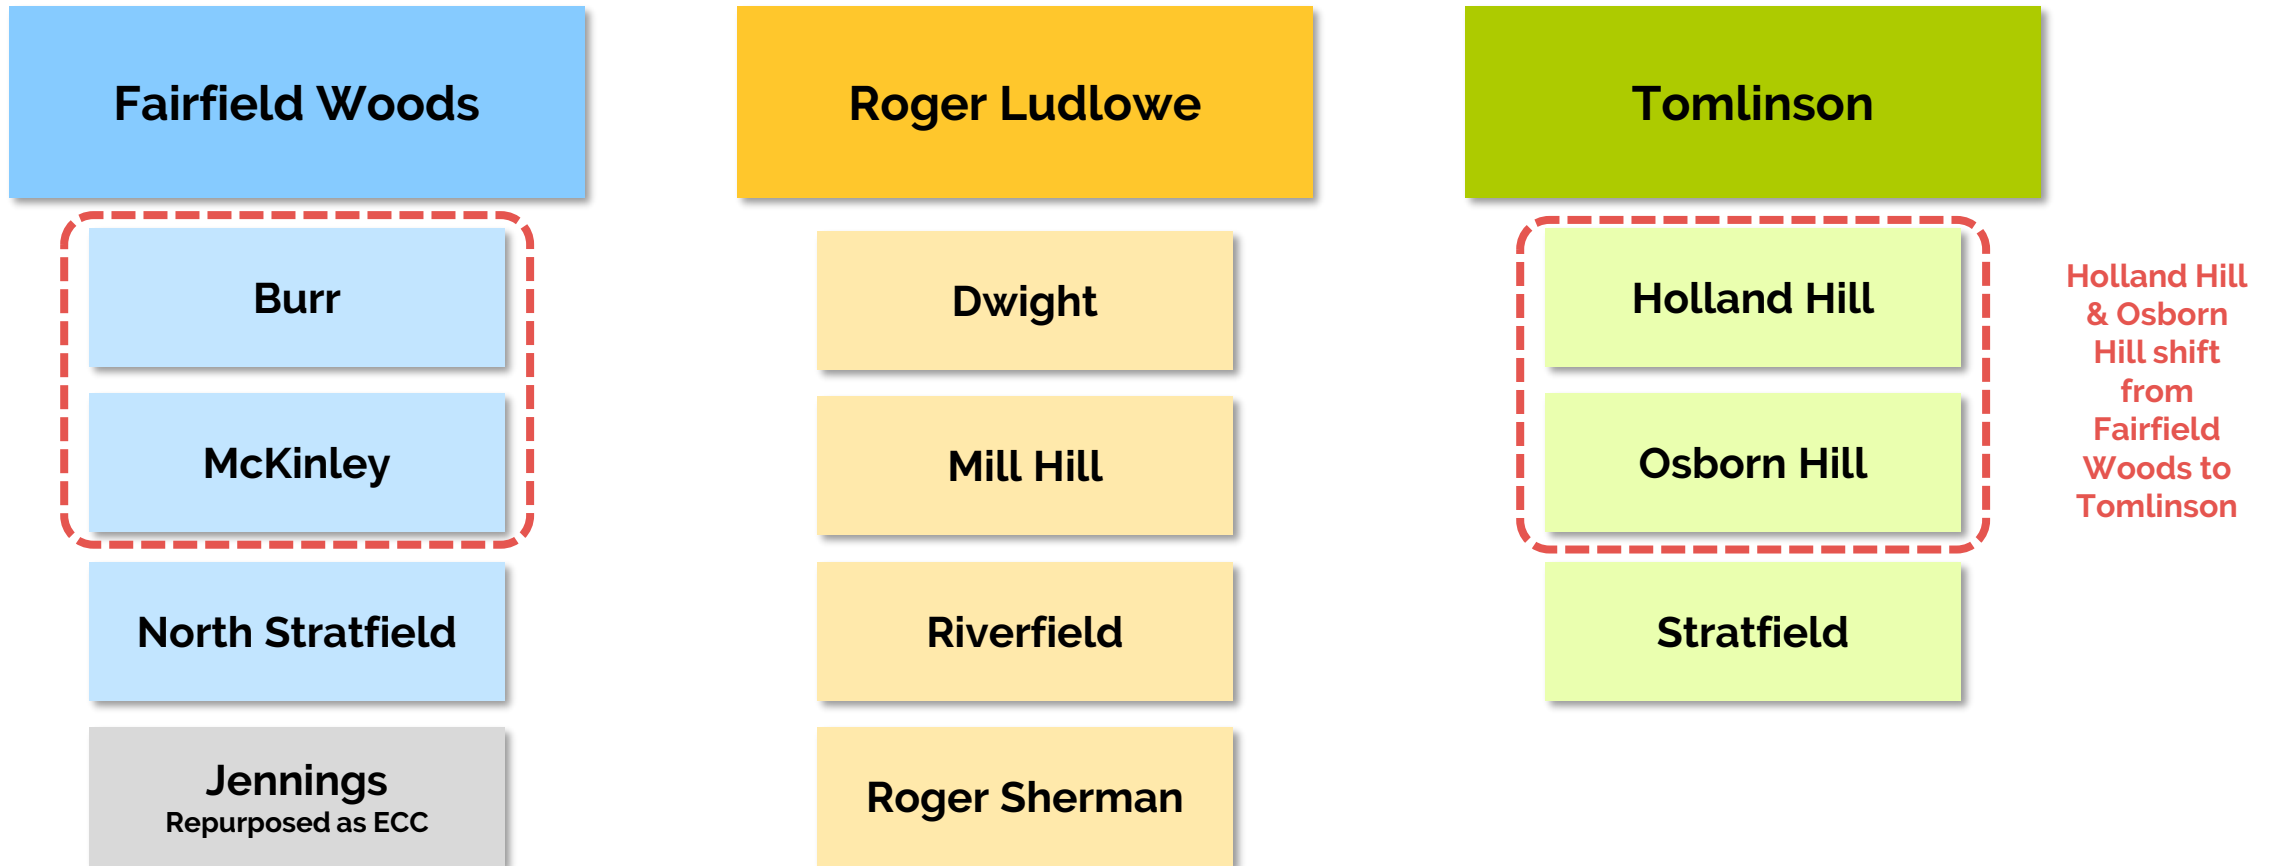 Fairfield Woods
Burr
McKinley
North Stratfield
Jennings
Repurposed as ECC
Roger Ludlowe
Dwight
Mill Hill
Riverfield
Roger Sherman
Tomlinson
Holland Hill
Osborn Hill
Stratfield
Holland Hill
& Osborn
Hill shift
from
Fairfield
Woods to
Tomlinson